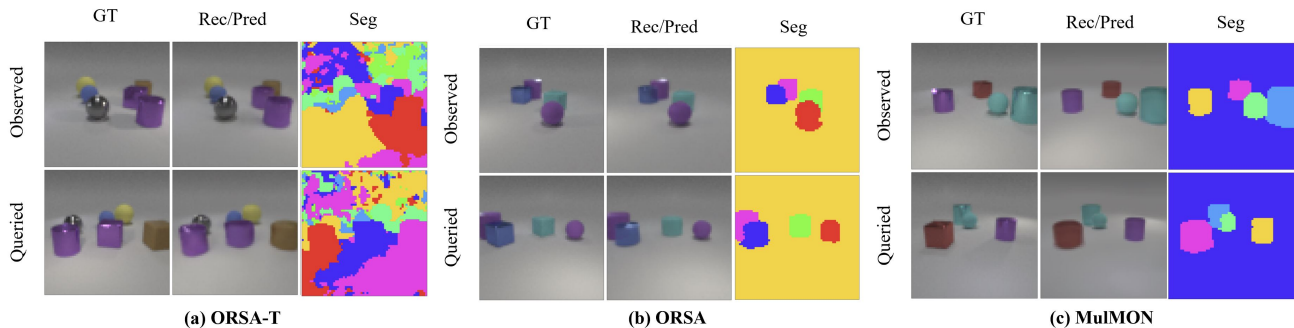 GT Rec/Pred Seg
Observed
Queried
(a) ORSA-T
GT Rec/Pred Seg
Observed
Queried
(b) ORSA
GT Rec/Pred Seg
Observed
Queried
(c) MulMON